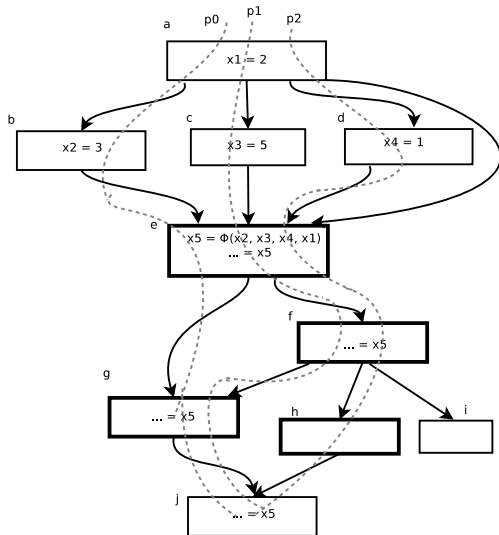 p0 p1 p2
a
x1 = 2
b c d
x2 = 3 x3 = 5 x4 = 1
e
x5 = Φ(x2, x3, x4, x1)
... = x5
f
... = x5
g
... = x5
h i
j
... = x5